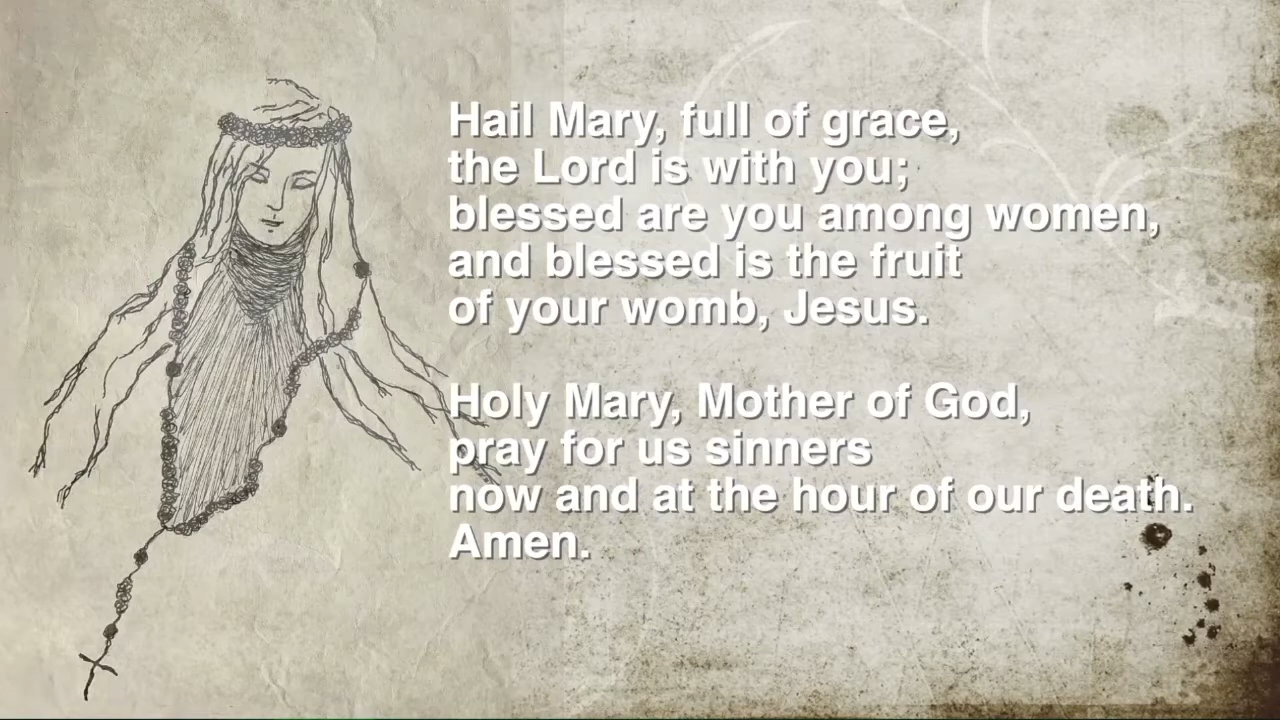 Hail Mary, full of grace,
the Lord is with you;
blessed are you among women,
and blessed is the fruit
of your womb, Jesus.
Holy Mary, Mother of God,
pray for us sinners
now and at the hour of our death.
Amen.